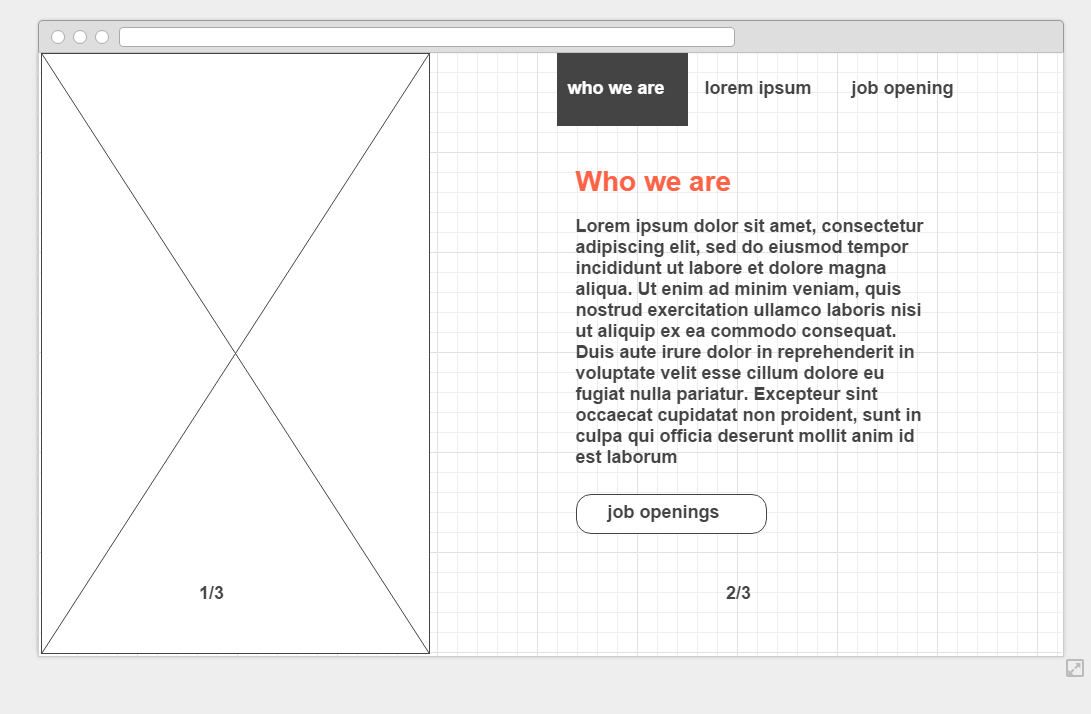 who we are
lorem ipsum
job opening
Who we are
Lorem ipsum dolor sit amet, consectetur
adipiscing elit, sed do eiusmod tempor
incididunt ut labore et dolore magna
aliqua. Ut enim ad minim veniam, quis
nostrud exercitation ullamco laboris nisi
ut aliquip ex ea commodo consequat.
Duis aute irure dolor in reprehenderit in
voluptate velit esse cillum dolore eu
fugiat nulla pariatur. Excepteur sint
occaecat cupidatat non proident, sunt in
culpa qui officia deserunt mollit anim id
est laborum
job openings
1/3
2/3